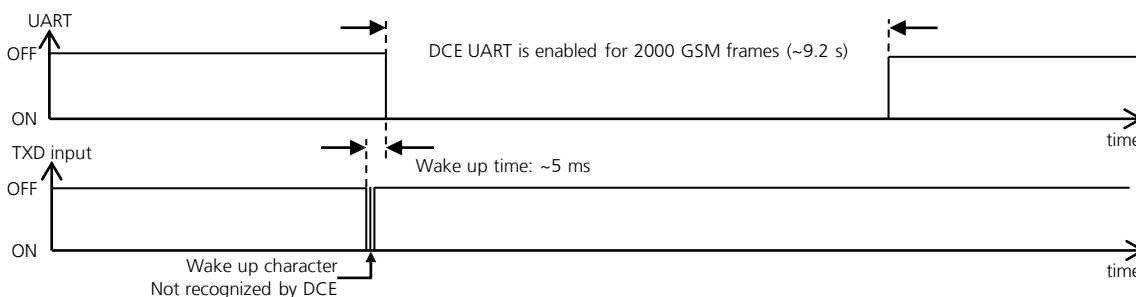 UART
OFF
DCE UART is enabled for 2000 GSM frames (~9.2 s)
ON
time
TXD input
Wake up time: ~5 ms
OFF
ON
time
Wake up character
Not recognized by DCE